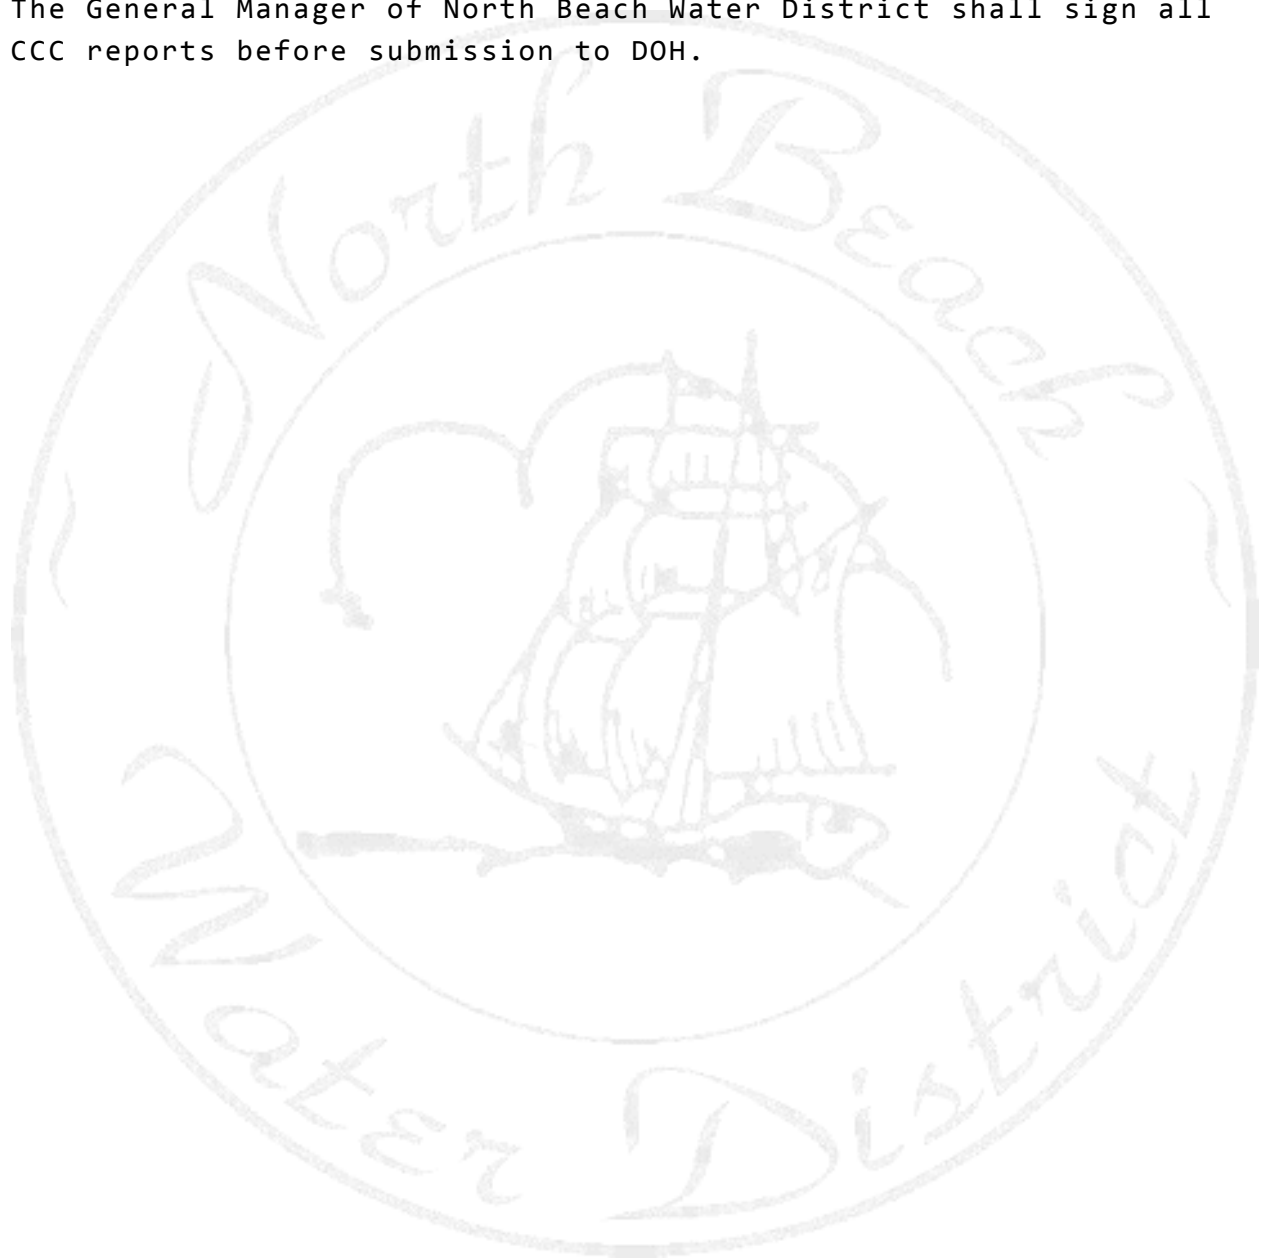 The General Manager of North Beach Water District shall sign all
CCC reports before submission to DOH.
North Beach
Water District